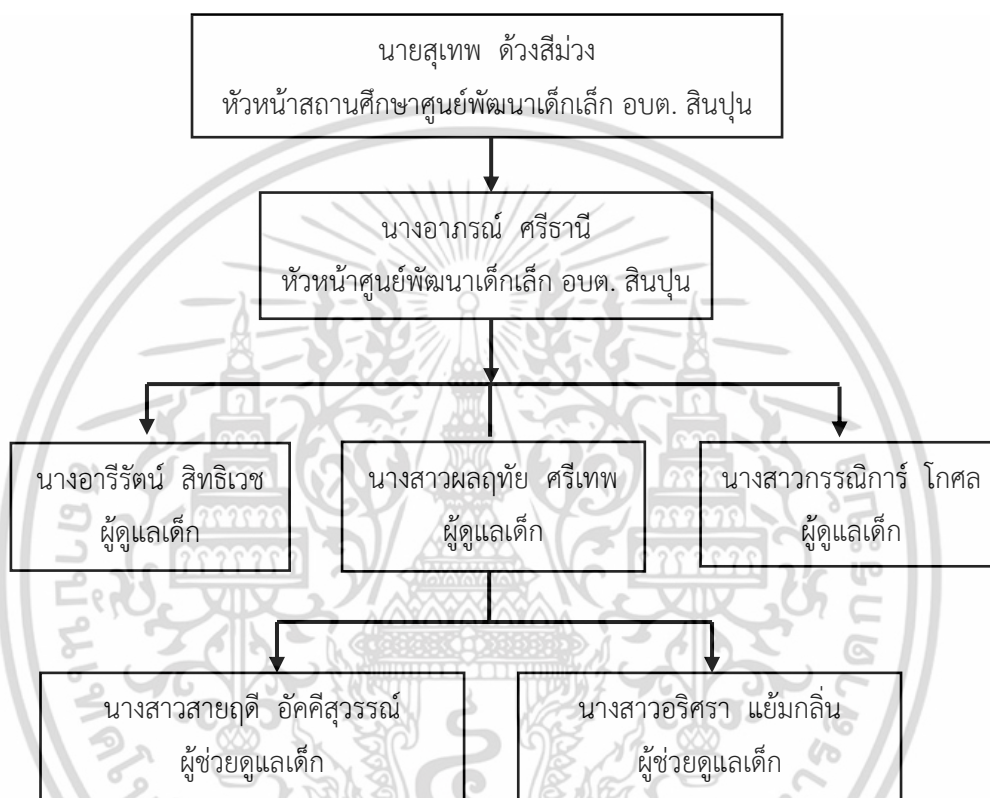 นายสุเทพ ด้วงสีม่วง
หัวหน้าสถานศึกษาศูนย์พัฒนาเด็กเล็ก อบต. สินปุน
นางอาภรณ์ ศรีธานี
หัวหน้าศูนย์พัฒนาเด็กเล็ก อบต. สินปุน
นางอารีรัตน์ สิทธิเวช
ผู้ดูแลเด็ก
นางสาวผลฤทัย ศรีเทพ
ผู้ดูแลเด็ก
นางสาวกรรณิการ์ โกศล
ผู้ดูแลเด็ก
นางสาวสายฤดี อัคคีสุวรรณ์
ผู้ช่วยดูแลเด็ก
นางสาวอริศรา แย้มกลิ่น
ผู้ช่วยดูแลเด็ก